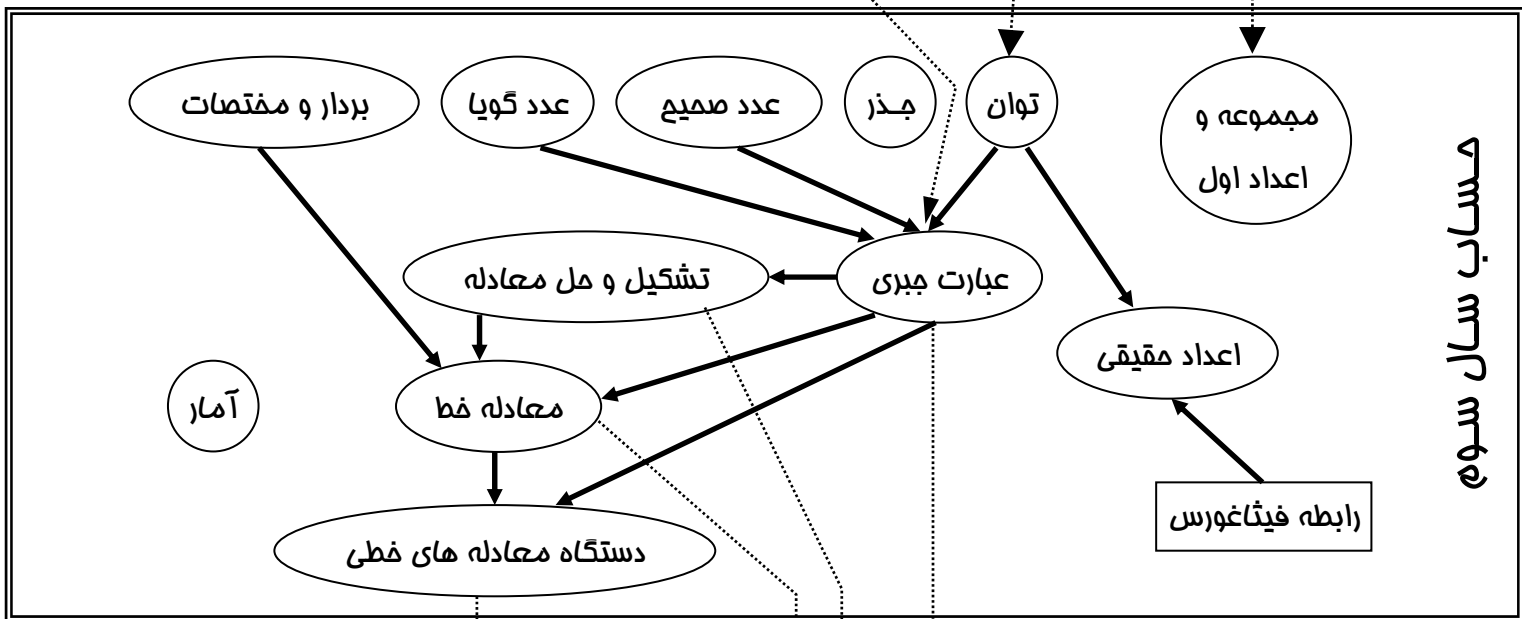 حساب سال سوم
مجموعه و
اعداد اول
توان
جـذر
عدد صحیح
عدد گویا
بردار و مختصات
عبارت جبری
تشکیل و حل معادله
اعداد حقیقی
معادله خط
آمار
رابطه فیثاغورس
دستگاه معادله های خطی